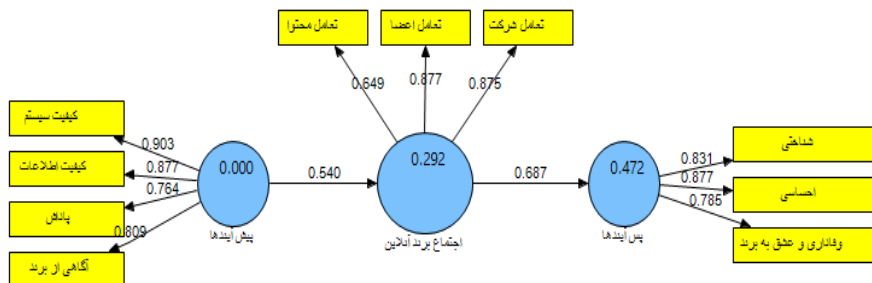 تعامل شرکت
تعامل اعضا
تعامل محتوا
0.649
0.877
0.875
کیفیت سیستم
کیفیت اطلاعات
پاداش
آگاهی از برند
0.903
0.877
0.764
0.809
0.000
پیش آیندها
0.540
0.292
اجتماع برند آنلاین
0.687
0.472
پس آیندها
0.831
0.877
0.785
شناختی
احساسی
وفاداری و عشق به برند